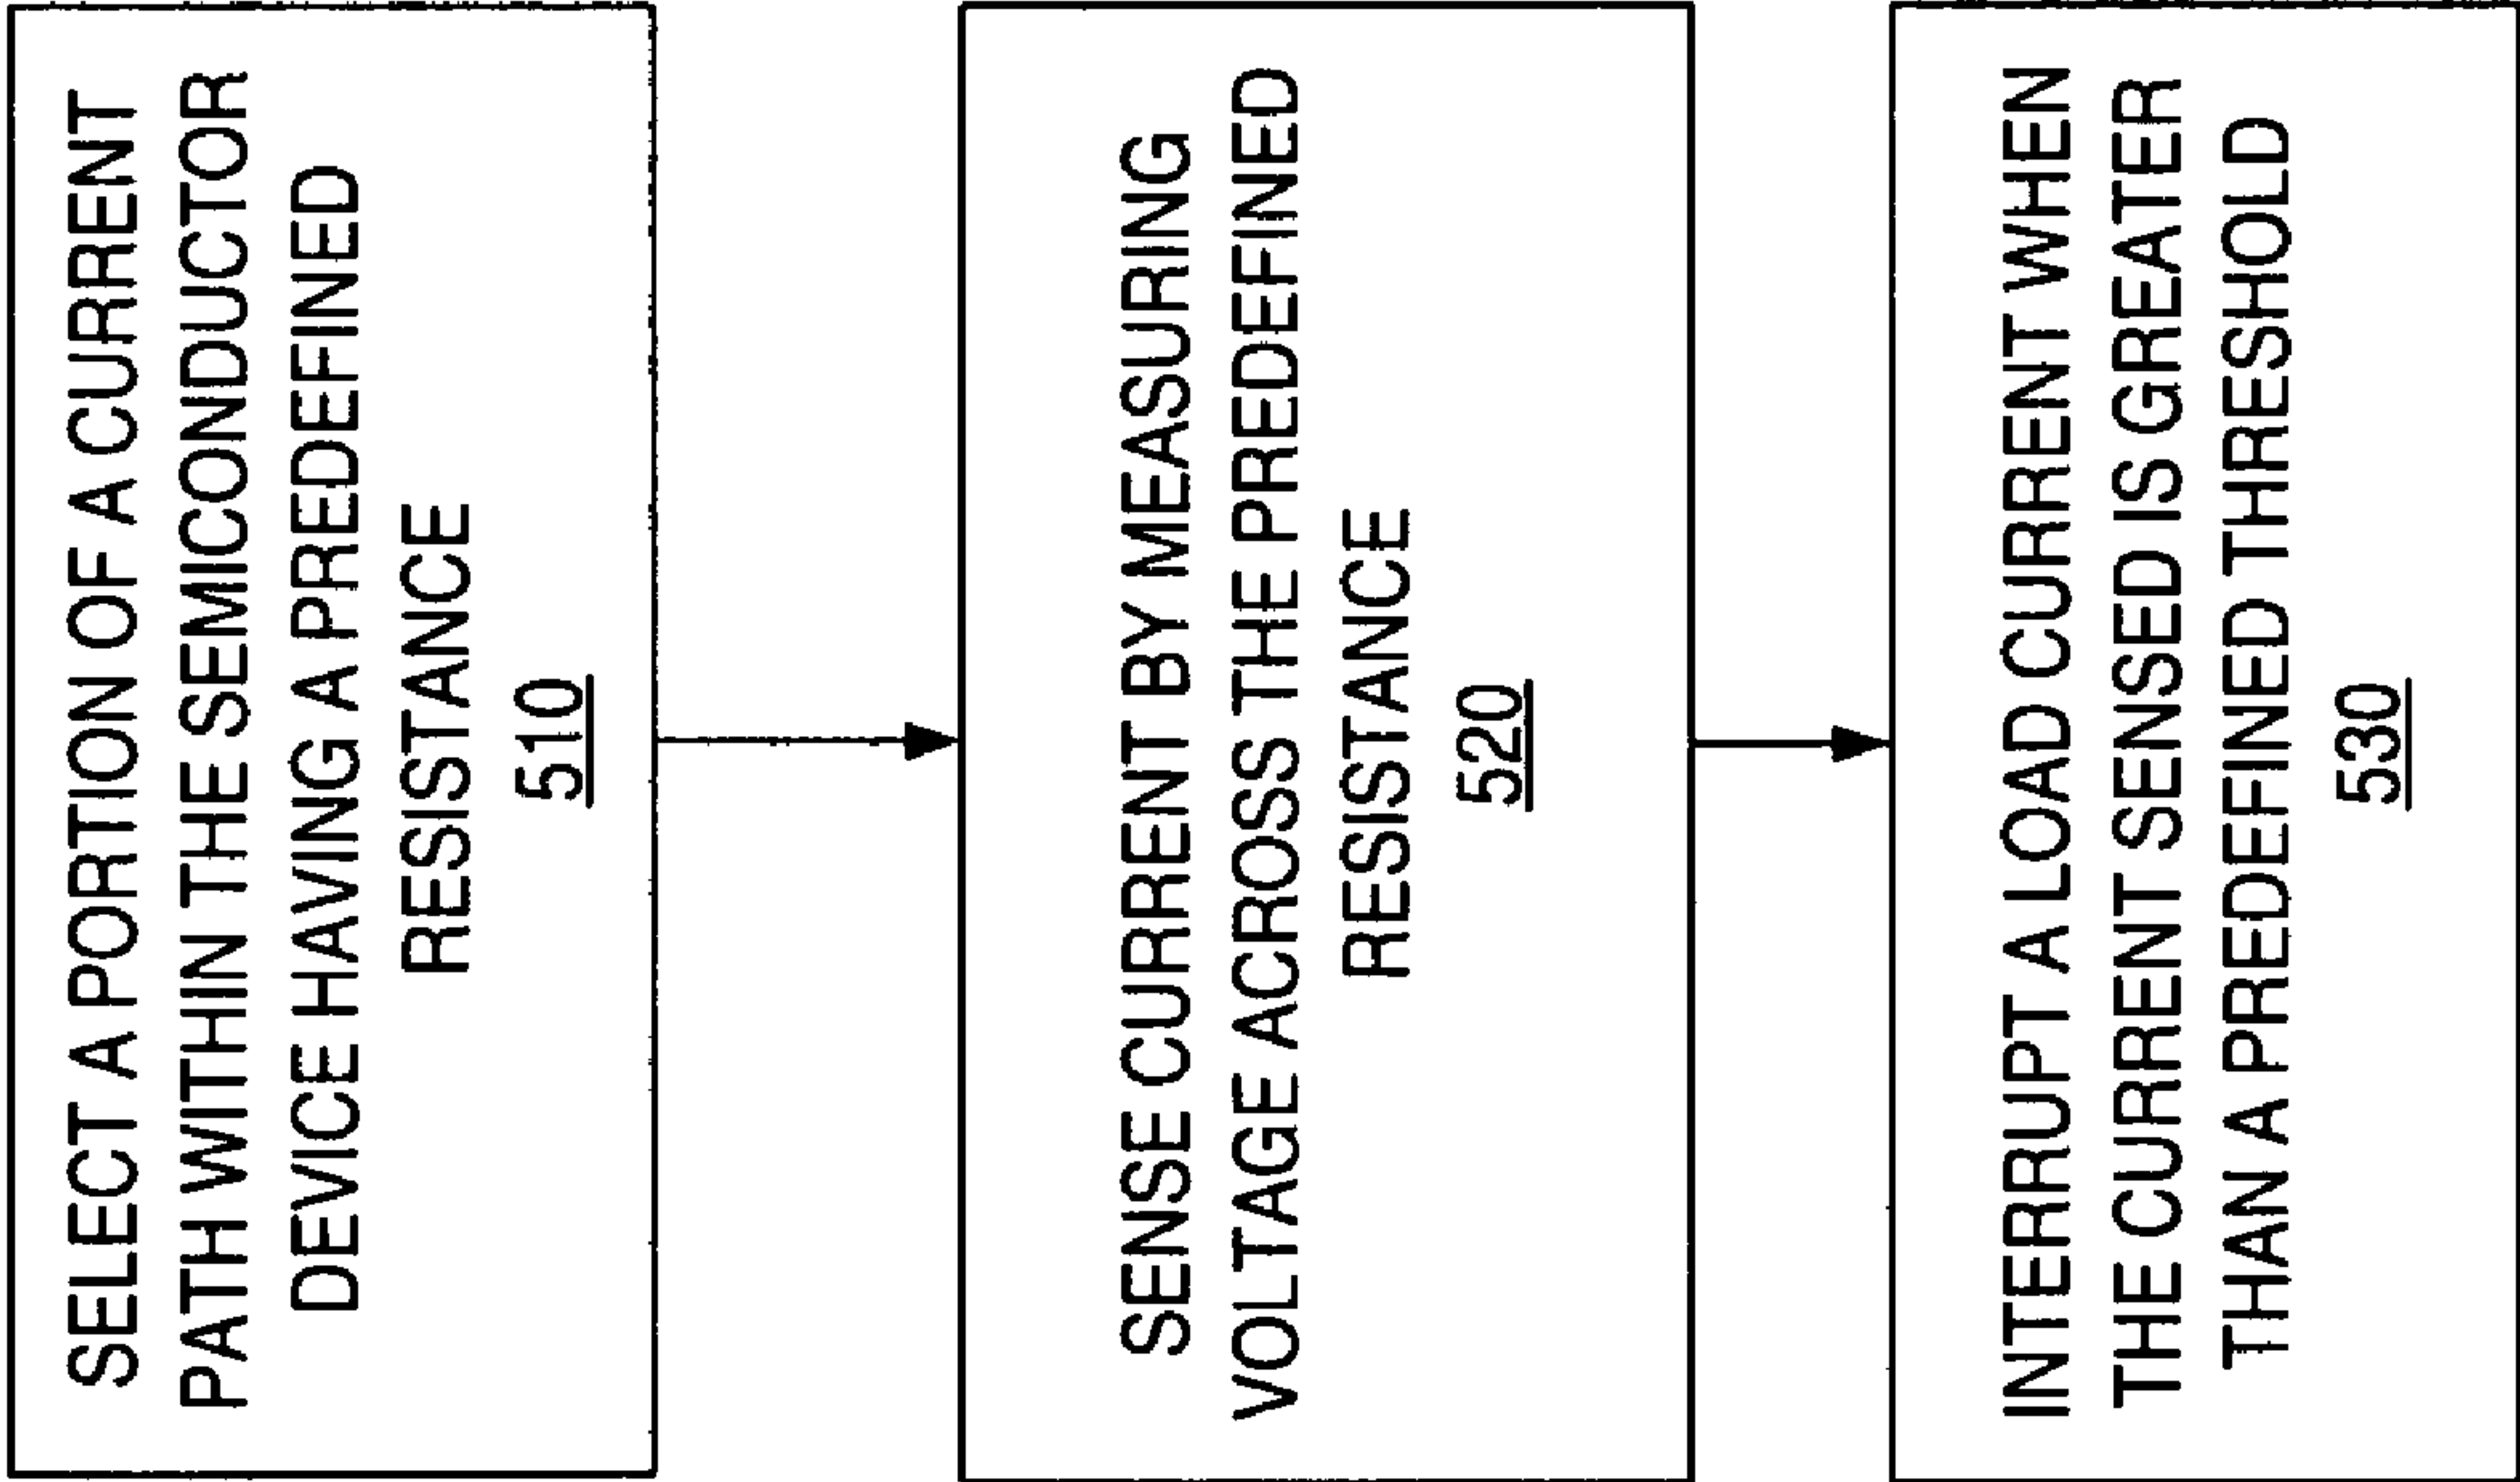 SELECT A PORTION OF A CURRENT
PATH WITHIN THE SEMICONDUCTOR
DEVICE HAVING A PREDEFINED
RESISTANCE
510
SENSE CURRENT BY MEASURING
VOLTAGE ACROSS THE PREDEFINED
RESISTANCE
520
INTERRUPT A LOAD CURRENT WHEN
THE CURRENT SENSED IS GREATER
THAN A PREDEFINED THRESHOLD
530